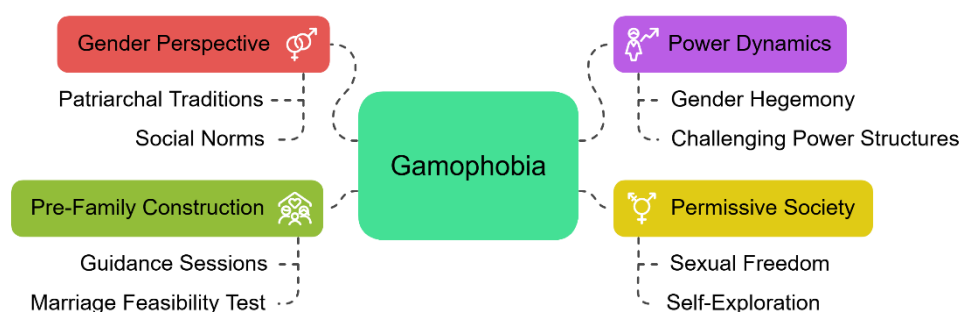 Gender Perspective
Patriarchal Traditions
Social Norms
Pre-Family Construction
Guidance Sessions
Marriage Feasibility Test
Gamophobia
Power Dynamics
Gender Hegemony
Challenging Power Structures
Permissive Society
Sexual Freedom
Self-Exploration